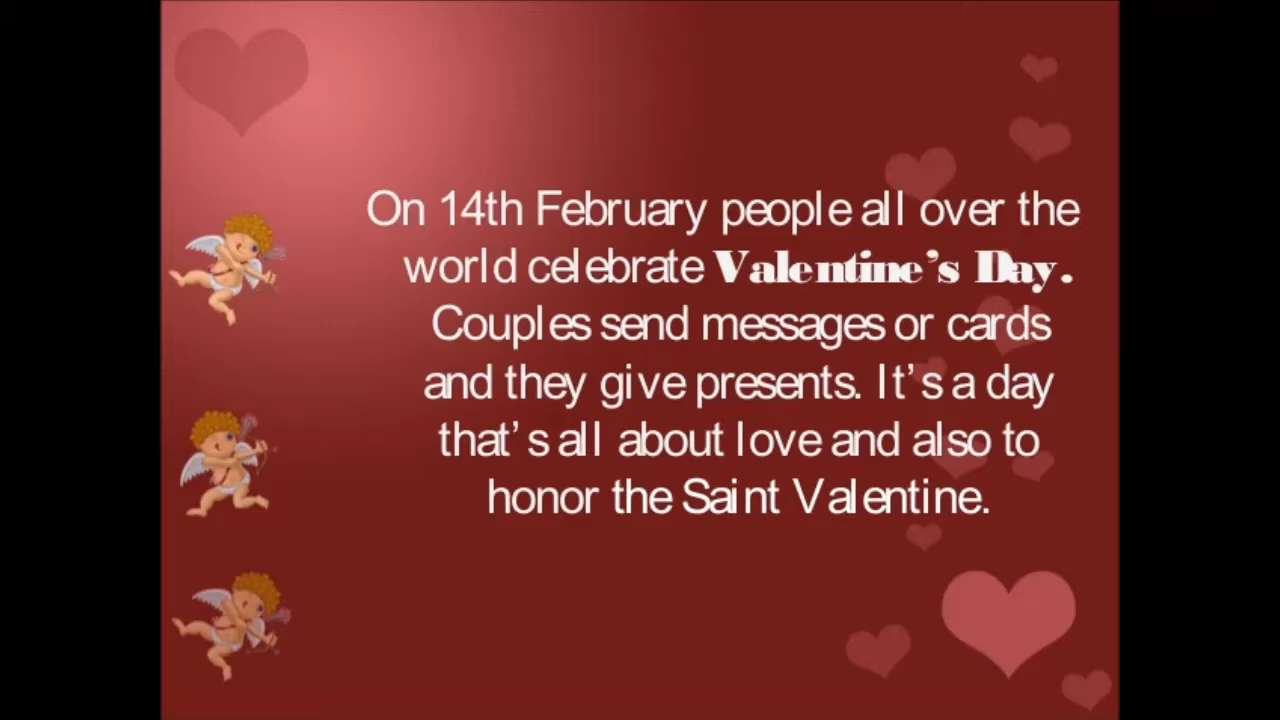 On 14th February people all over the
world celebrate Valentine’s Day.
Couples send messages or cards
and they give presents. It’s a day
that’s all about love and also to
honor the Saint Valentine.